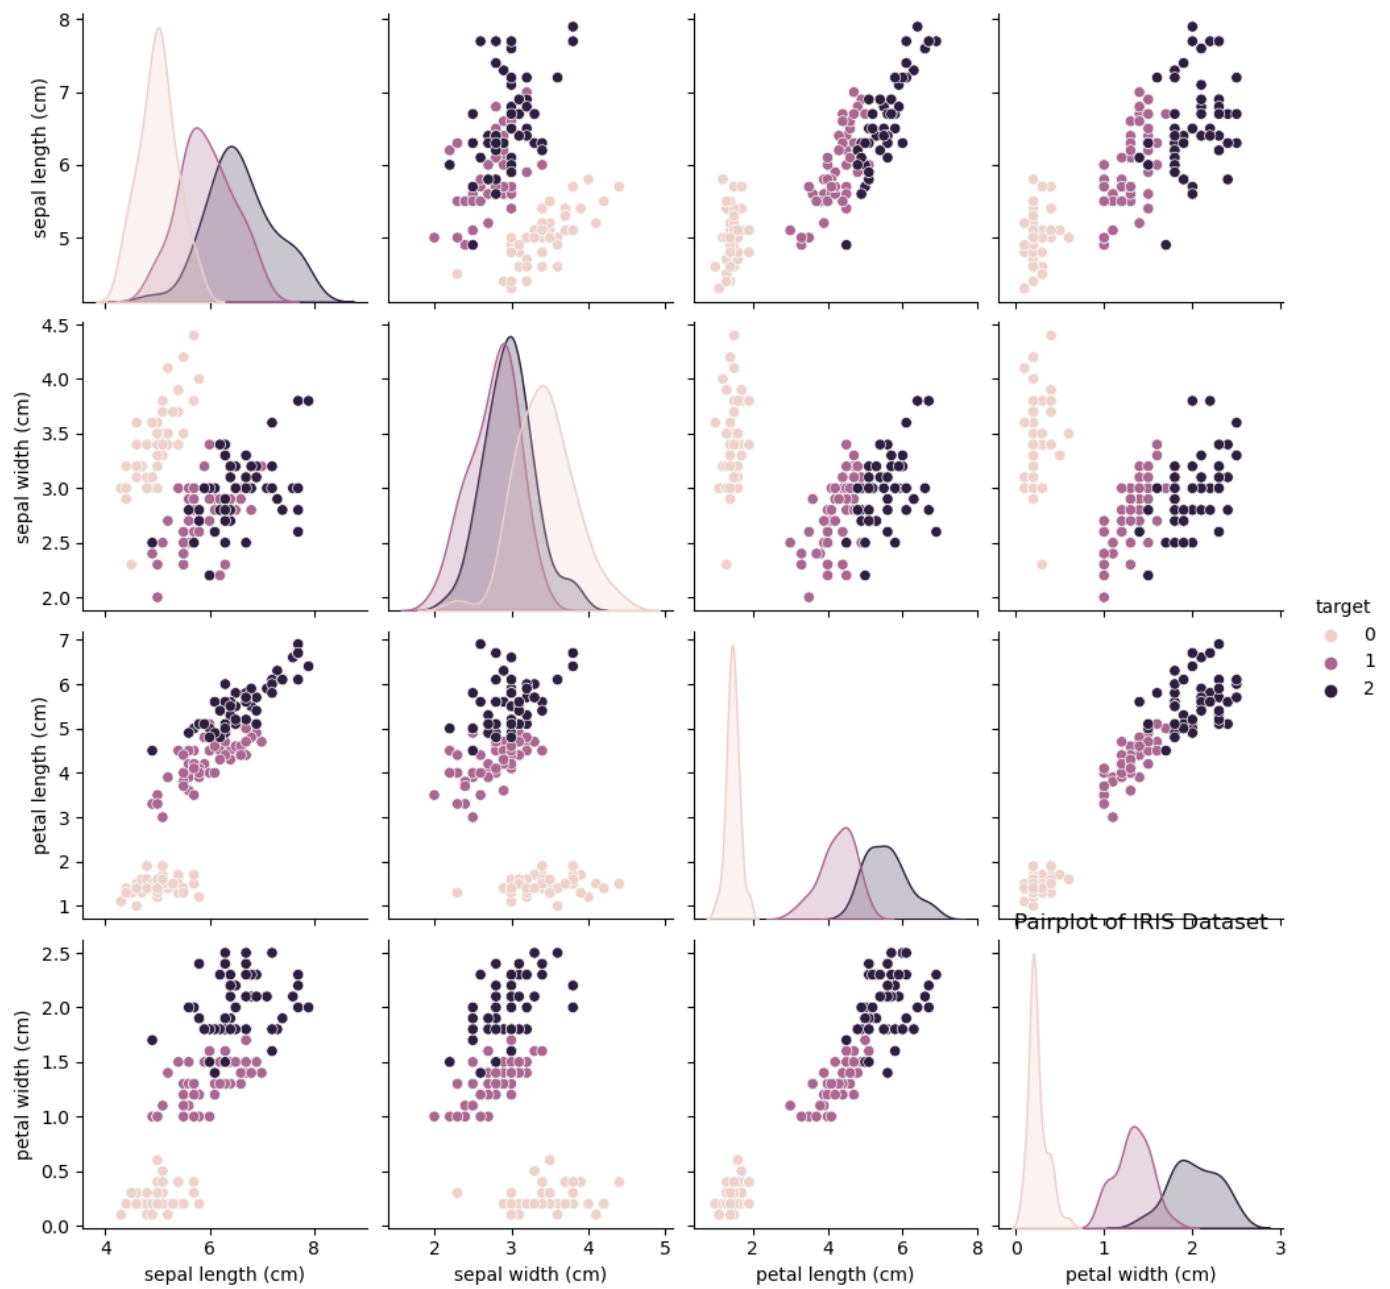 8
7
6
5
sepal length (cm)
4.5
4.0
3.5
3.0
2.5
2.0
sepal width (cm)
target
0
1
2
7
6
5
4
3
2
1
petal length (cm)
Pairplot of IRIS Dataset
2.5
2.0
1.5
1.0
0.5
0.0
petal width (cm)
4 6 8
2 3 4 5
2 4 6 8
0 1 2 3
sepal length (cm)
sepal width (cm)
petal length (cm)
petal width (cm)